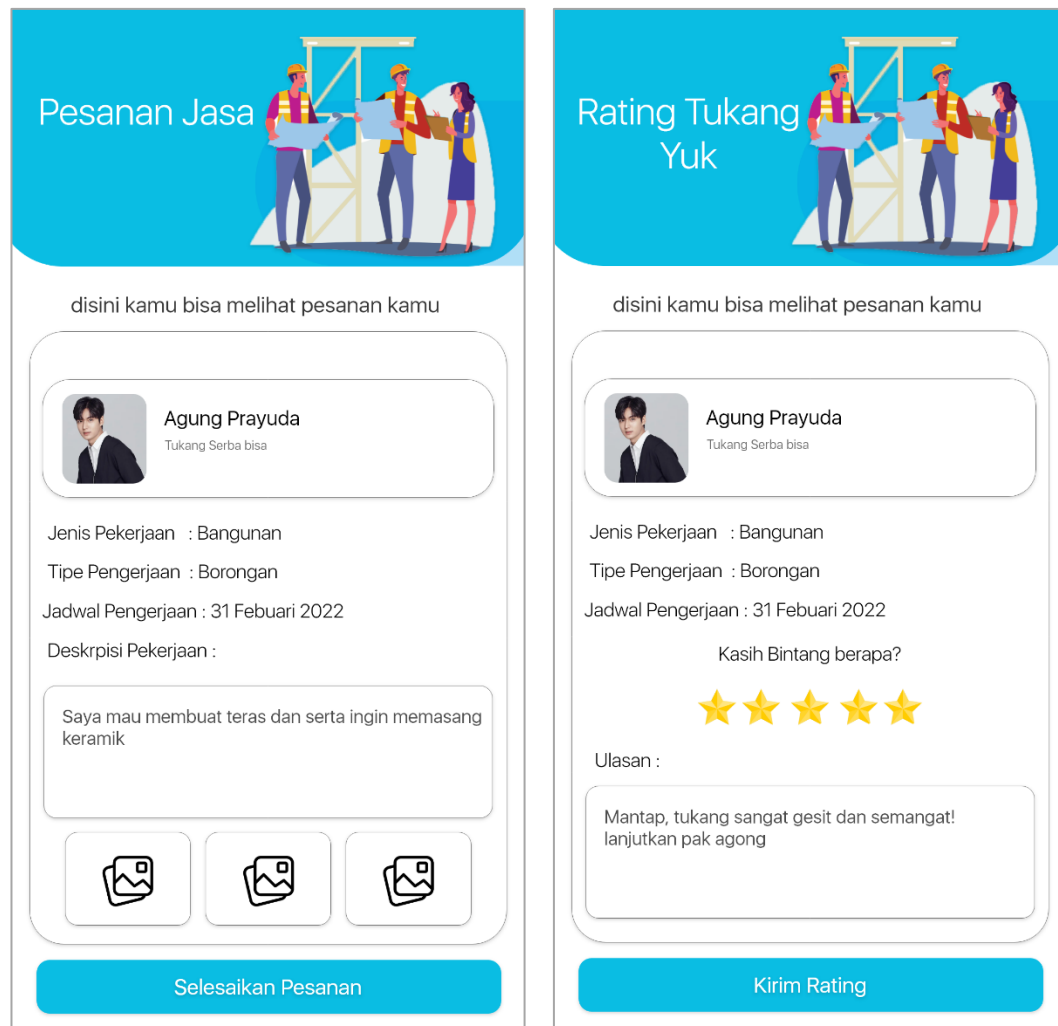 Pesanan Jasa
disini kamu bisa melihat pesanan kamu
Agung Prayuda
Tukang Serba bisa
Jenis Pekerjaan : Bangunan
Tipe Pengerjaan : Borongan
Jadwal Pengerjaan : 31 Febuari 2022
Deskrpisi Pekerjaan :
Saya mau membuat teras dan serta ingin memasang
keramik
Selesaikan Pesanan
Rating Tukang
Yuk
disini kamu bisa melihat pesanan kamu
Agung Prayuda
Tukang Serba bisa
Jenis Pekerjaan : Bangunan
Tipe Pengerjaan : Borongan
Jadwal Pengerjaan : 31 Febuari 2022
Kasih Bintang berapa?
Ulasan :
Mantap, tukang sangat gesit dan semangat!
lanjutkan pak agong
Kirim Rating